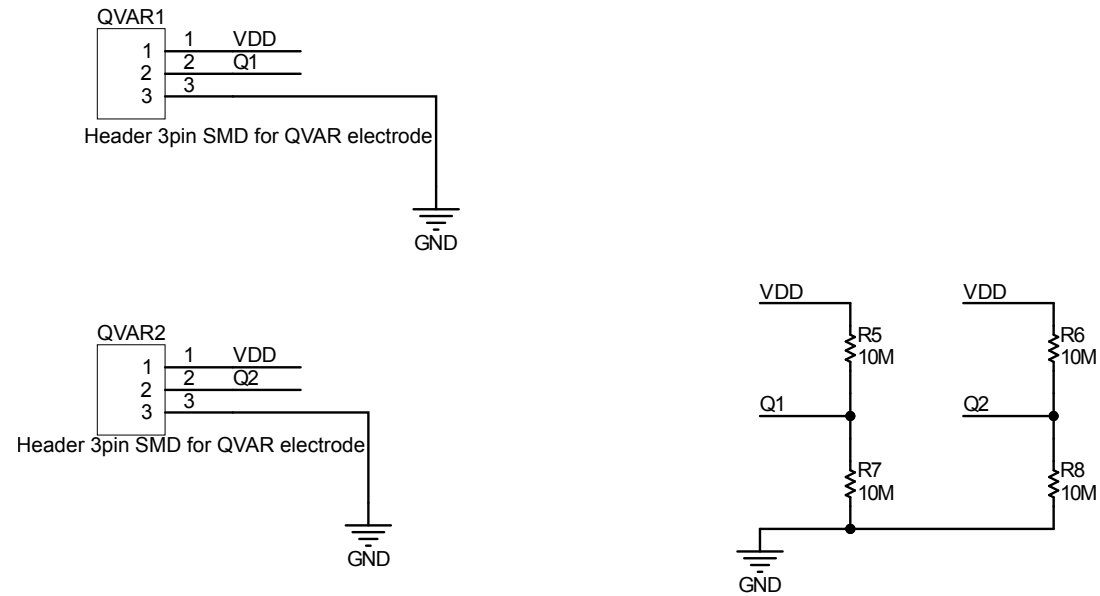 QVAR1
1 1 VDD
2 2 Q1
3 3
Header 3pin SMD for QVAR electrode
GND
QVAR2
1 1 VDD
2 2 Q2
3 3
Header 3pin SMD for QVAR electrode
GND
VDD VDD
R5 R6
10M 10M
Q1 Q2
R7 R8
10M 10M
GND